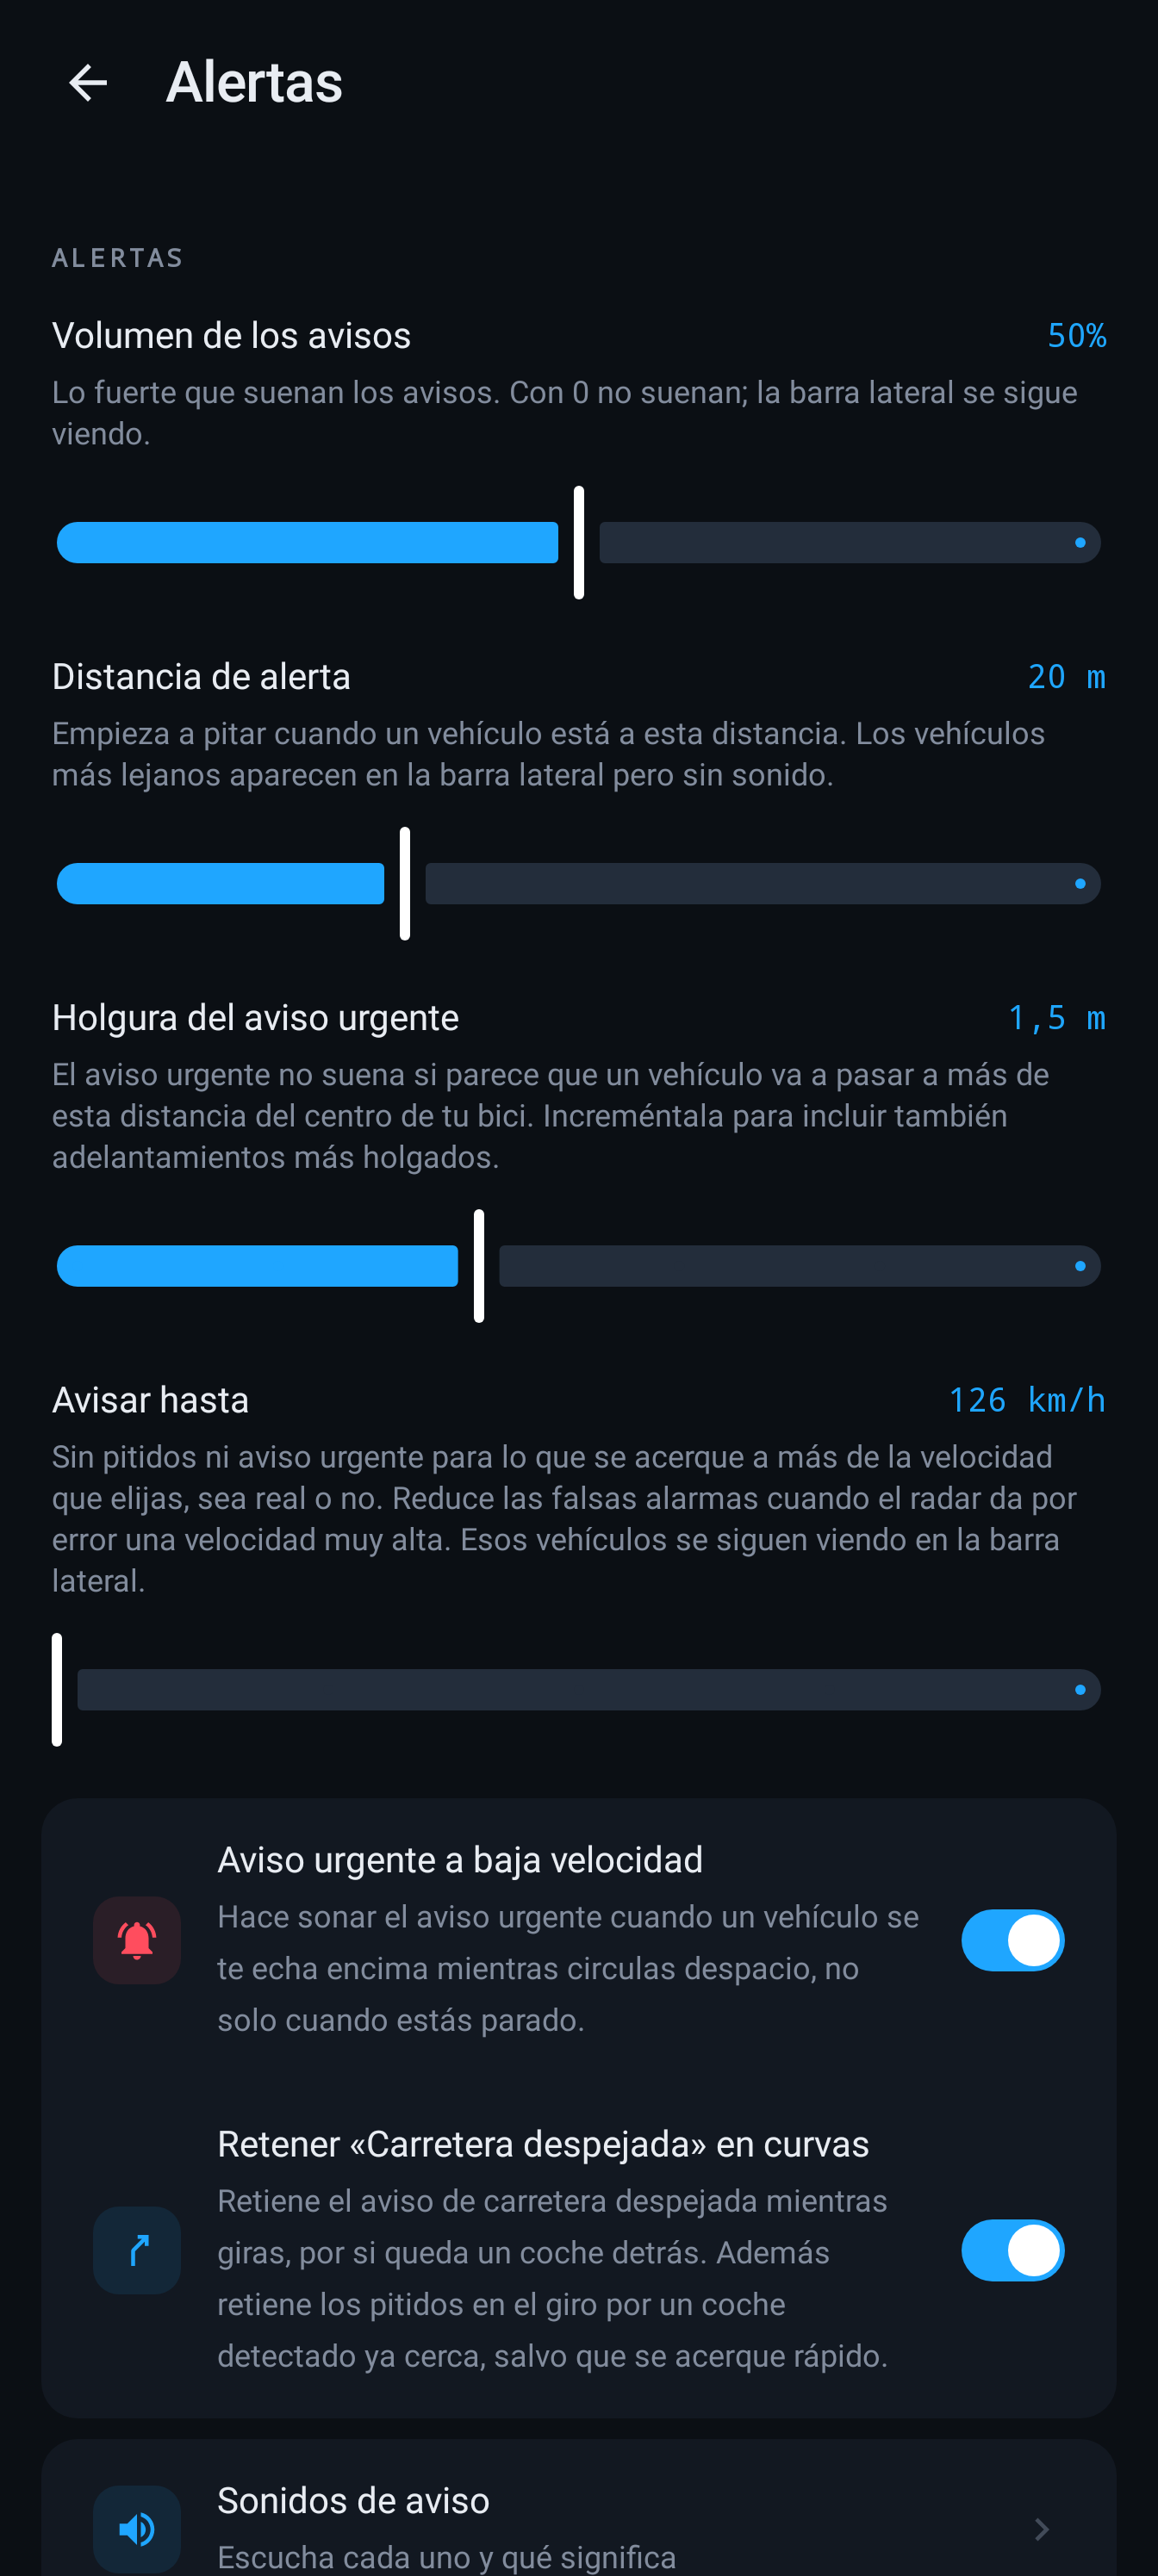 Alertas
ALERTAS
Volumen de los avisos
50%
Lo fuerte que suenan los avisos. Con 0 no suenan; la barra lateral se sigue
viendo.
Distancia de alerta
20 m
Empieza a pitar cuando un vehículo está a esta distancia. Los vehículos
más lejanos aparecen en la barra lateral pero sin sonido.
Holgura del aviso urgente
1,5 m
El aviso urgente no suena si parece que un vehículo va a pasar a más de
esta distancia del centro de tu bici. Increméntala para incluir también
adelantamientos más holgados.
Avisar hasta
126 km/h
Sin pitidos ni aviso urgente para lo que se acerque a más de la velocidad
que elijas, sea real o no. Reduce las falsas alarmas cuando el radar da por
error una velocidad muy alta. Esos vehículos se siguen viendo en la barra
lateral.
Aviso urgente a baja velocidad
Hace sonar el aviso urgente cuando un vehículo se
te echa encima mientras circulas despacio, no
solo cuando estás parado.
Retener «Carretera despejada» en curvas
Retiene el aviso de carretera despejada mientras
giras, por si queda un coche detrás. Además
retiene los pitidos en el giro por un coche
detectado ya cerca, salvo que se acerque rápido.
Sonidos de aviso
Escucha cada uno y qué significa